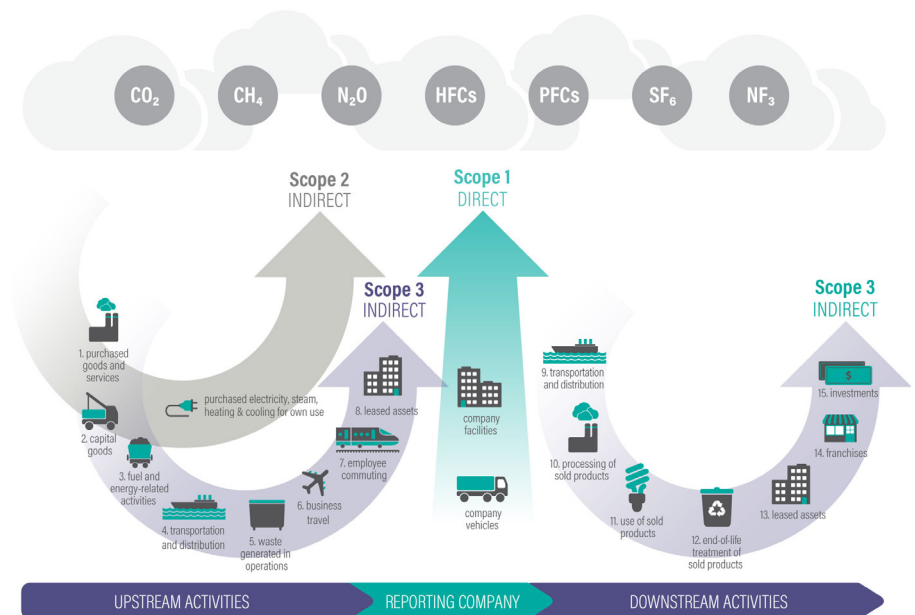 CO₂
CH₄
N₂O
HFCs
PFCs
SF₆
NF₃
Scope 2
INDIRECT
Scope 1
DIRECT
Scope 3
INDIRECT
Scope 3
INDIRECT
1. purchased
goods and
services
2. capital
goods
3. fuel and
energy-related
activities
4. transportation
and distribution
5. waste
generated in
operations
6. business
travel
7. employee
commuting
8. leased assets
purchased electricity, steam,
heating & cooling for own use
company
facilities
company
vehicles
9. transportation
and distribution
10. processing of
sold products
11. use of sold
products
12. end-of-life
treatment of
sold products
13. leased assets
14. franchises
15. investments
$
UPSTREAM ACTIVITIES
REPORTING COMPANY
DOWNSTREAM ACTIVITIES